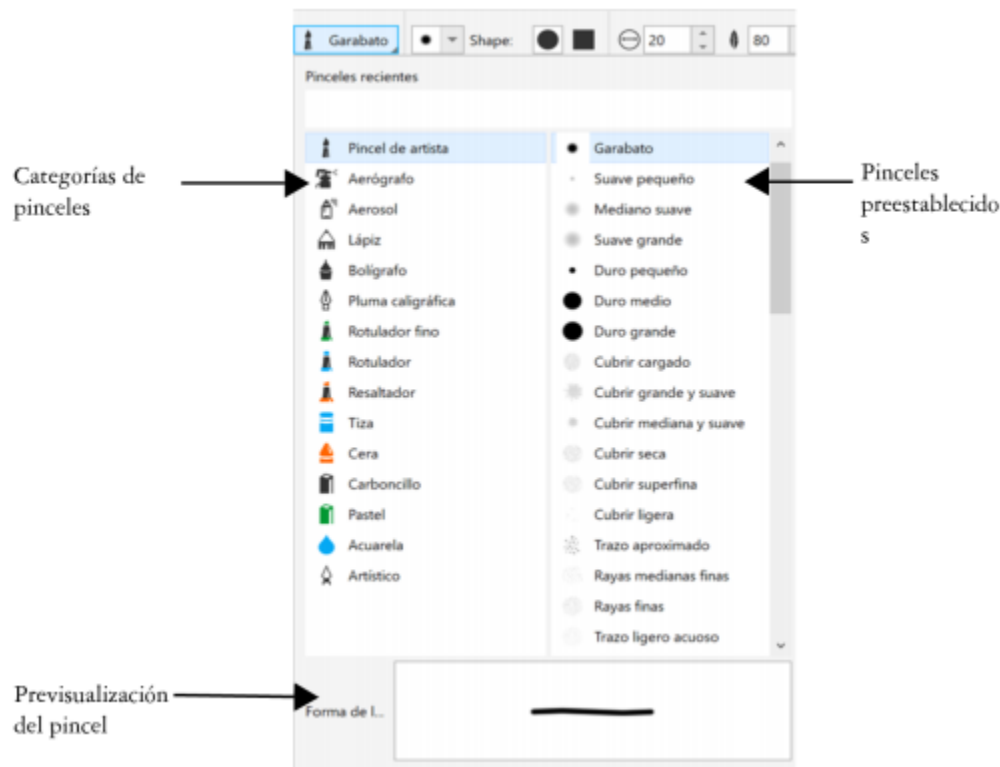 Garabato
Shape:
20
80
Pinceles recientes
Pincel de artista
Aerógrafo
Aerosol
Lápiz
Bolígrafo
Pluma caligráfica
Rotulador fino
Rotulador
Resaltador
Tiza
Cera
Carboncillo
Pastel
Acuarela
Artístico
Garabato
Suave pequeño
Mediano suave
Suave grande
Duro pequeño
Duro medio
Duro grande
Cubrir cargado
Cubrir grande y suave
Cubrir mediana y suave
Cubrir seca
Cubrir superfina
Cubrir ligera
Trazo aproximado
Rayas medianas finas
Rayas finas
Trazo ligero acuoso
Categorías de
pinceles
Pinceles
preestablecido
s
Previsualización
del pincel
Forma de l...